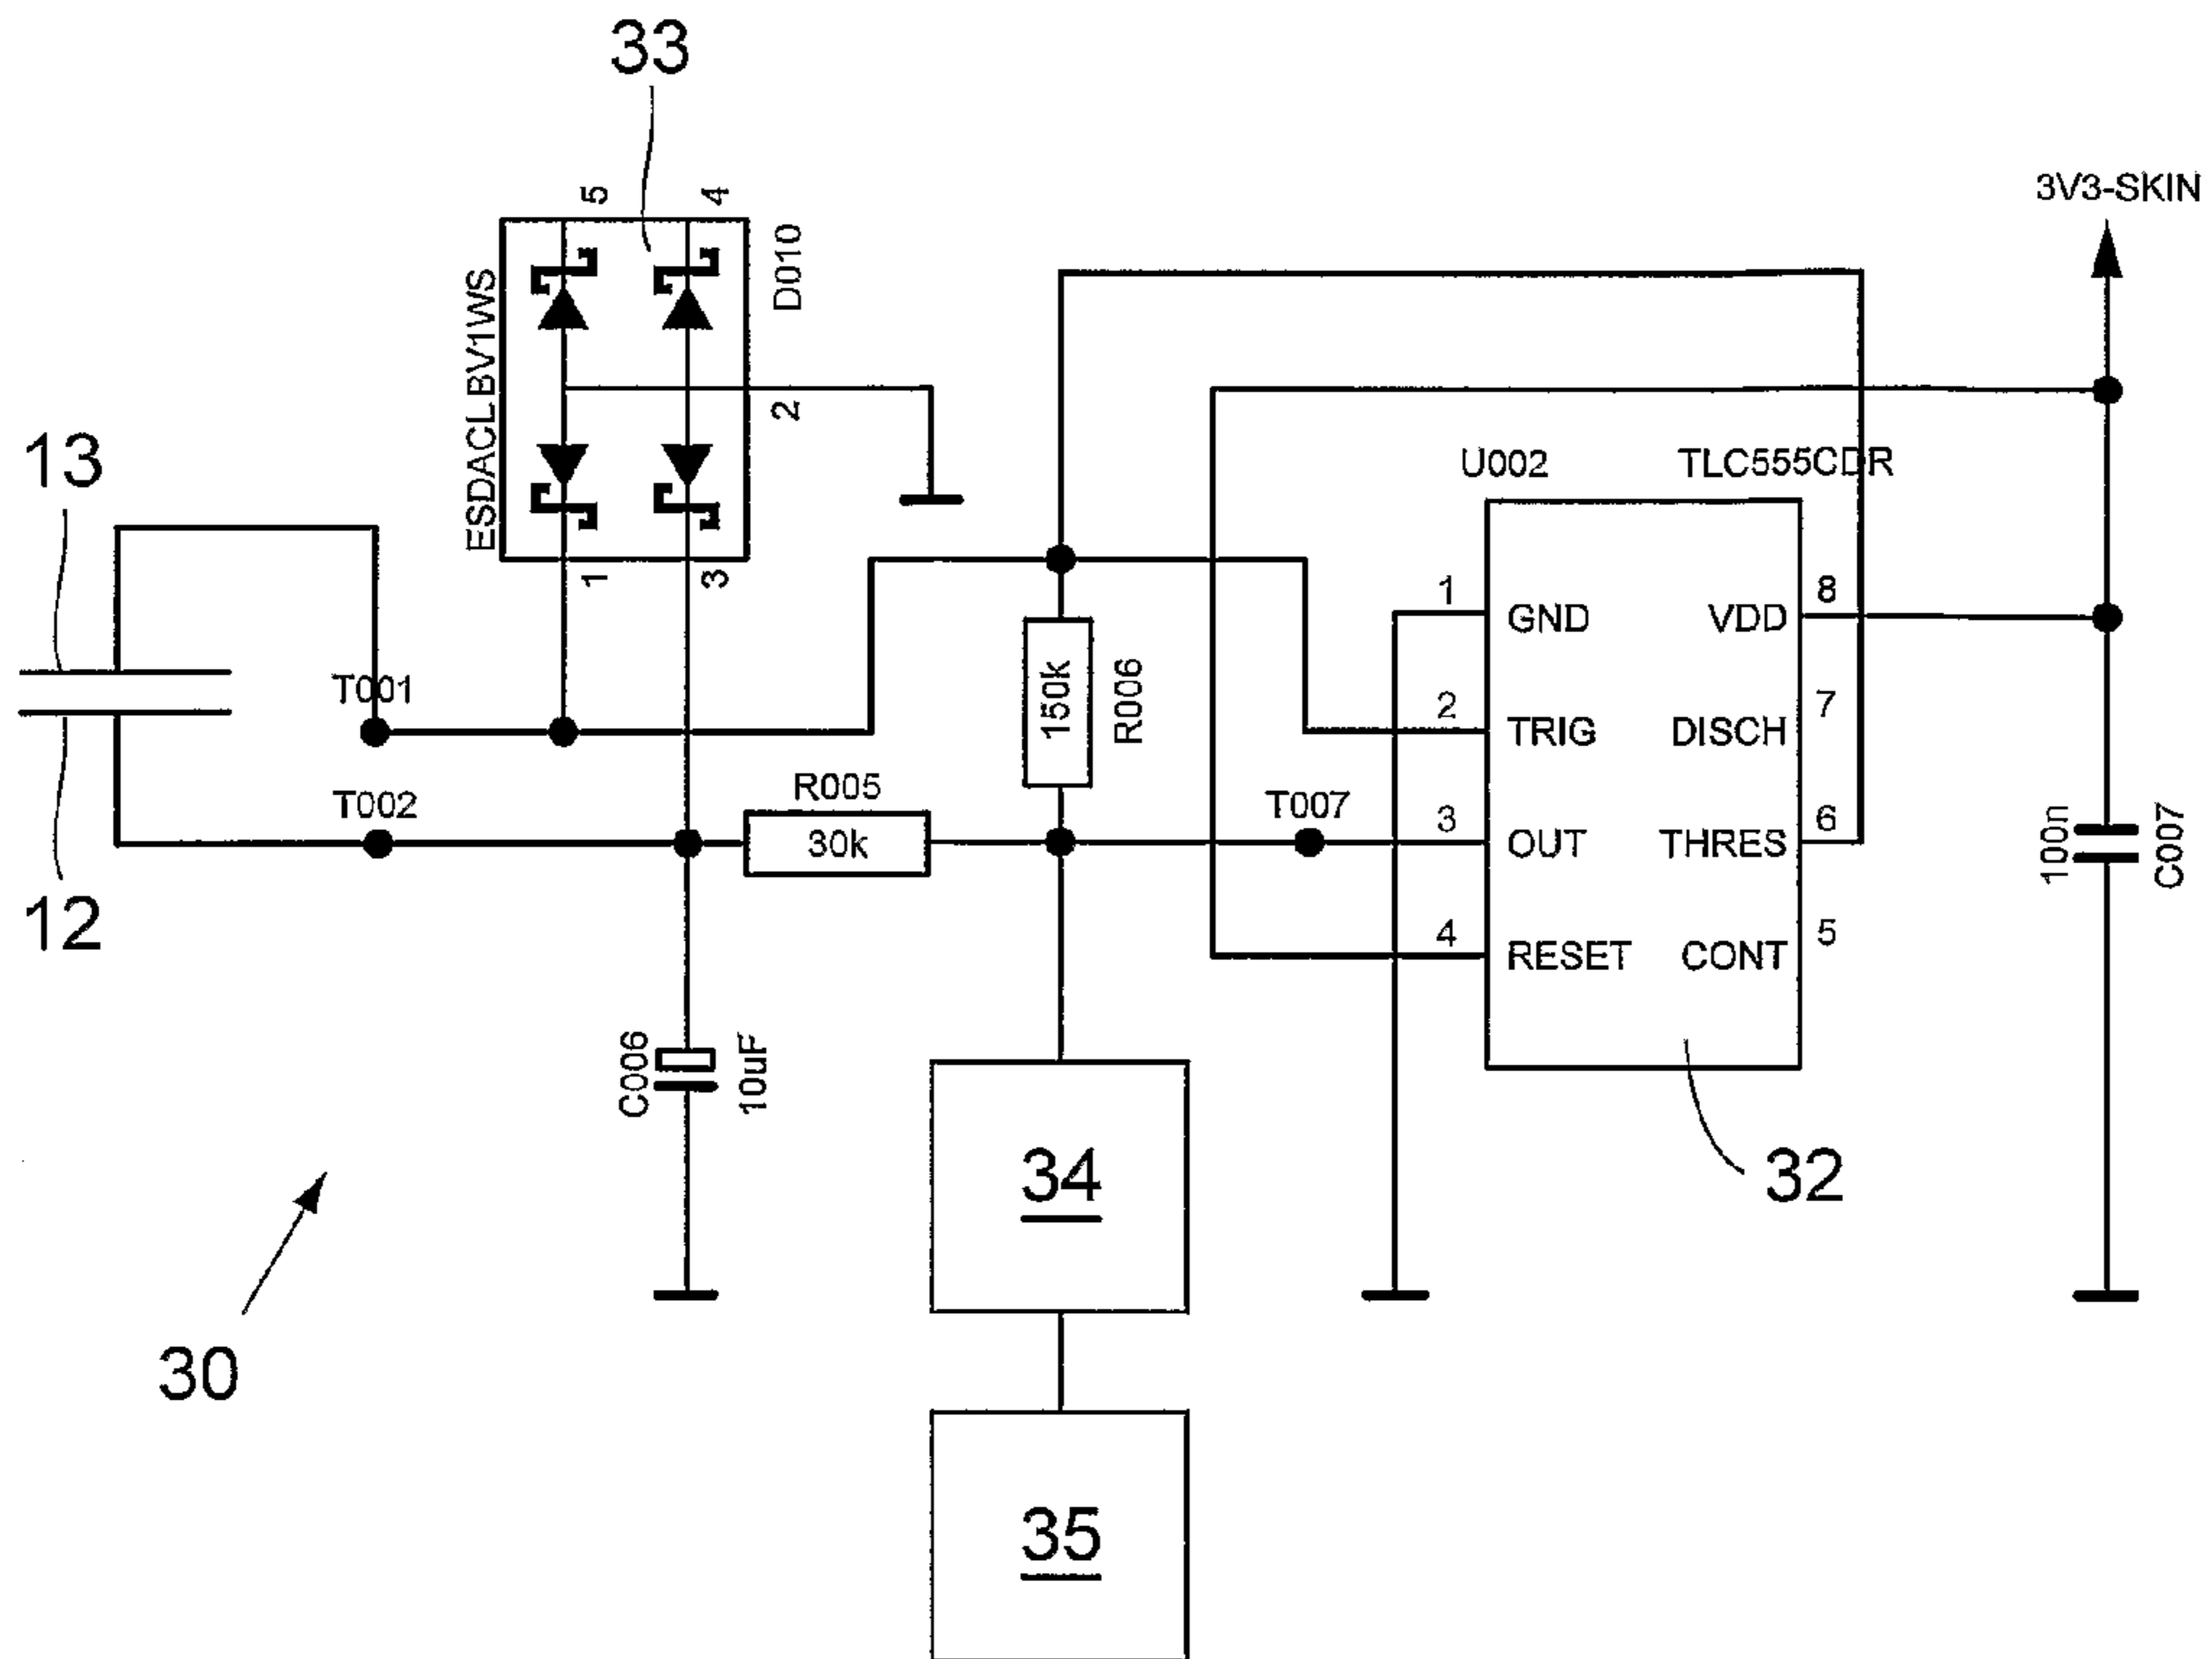 33
3V3-SKIN
5
4
D010
ESDACLBV1WS
2
1
3
13
12
T001
T002
R005
30k
150k
R006
T007
U002
TLC555CDR
1
GND
2
TRIG
3
OUT
4
RESET
VDD
8
DISCH
7
THRES
6
CONT
5
100n
C007
C006
10uF
32
34
35
30